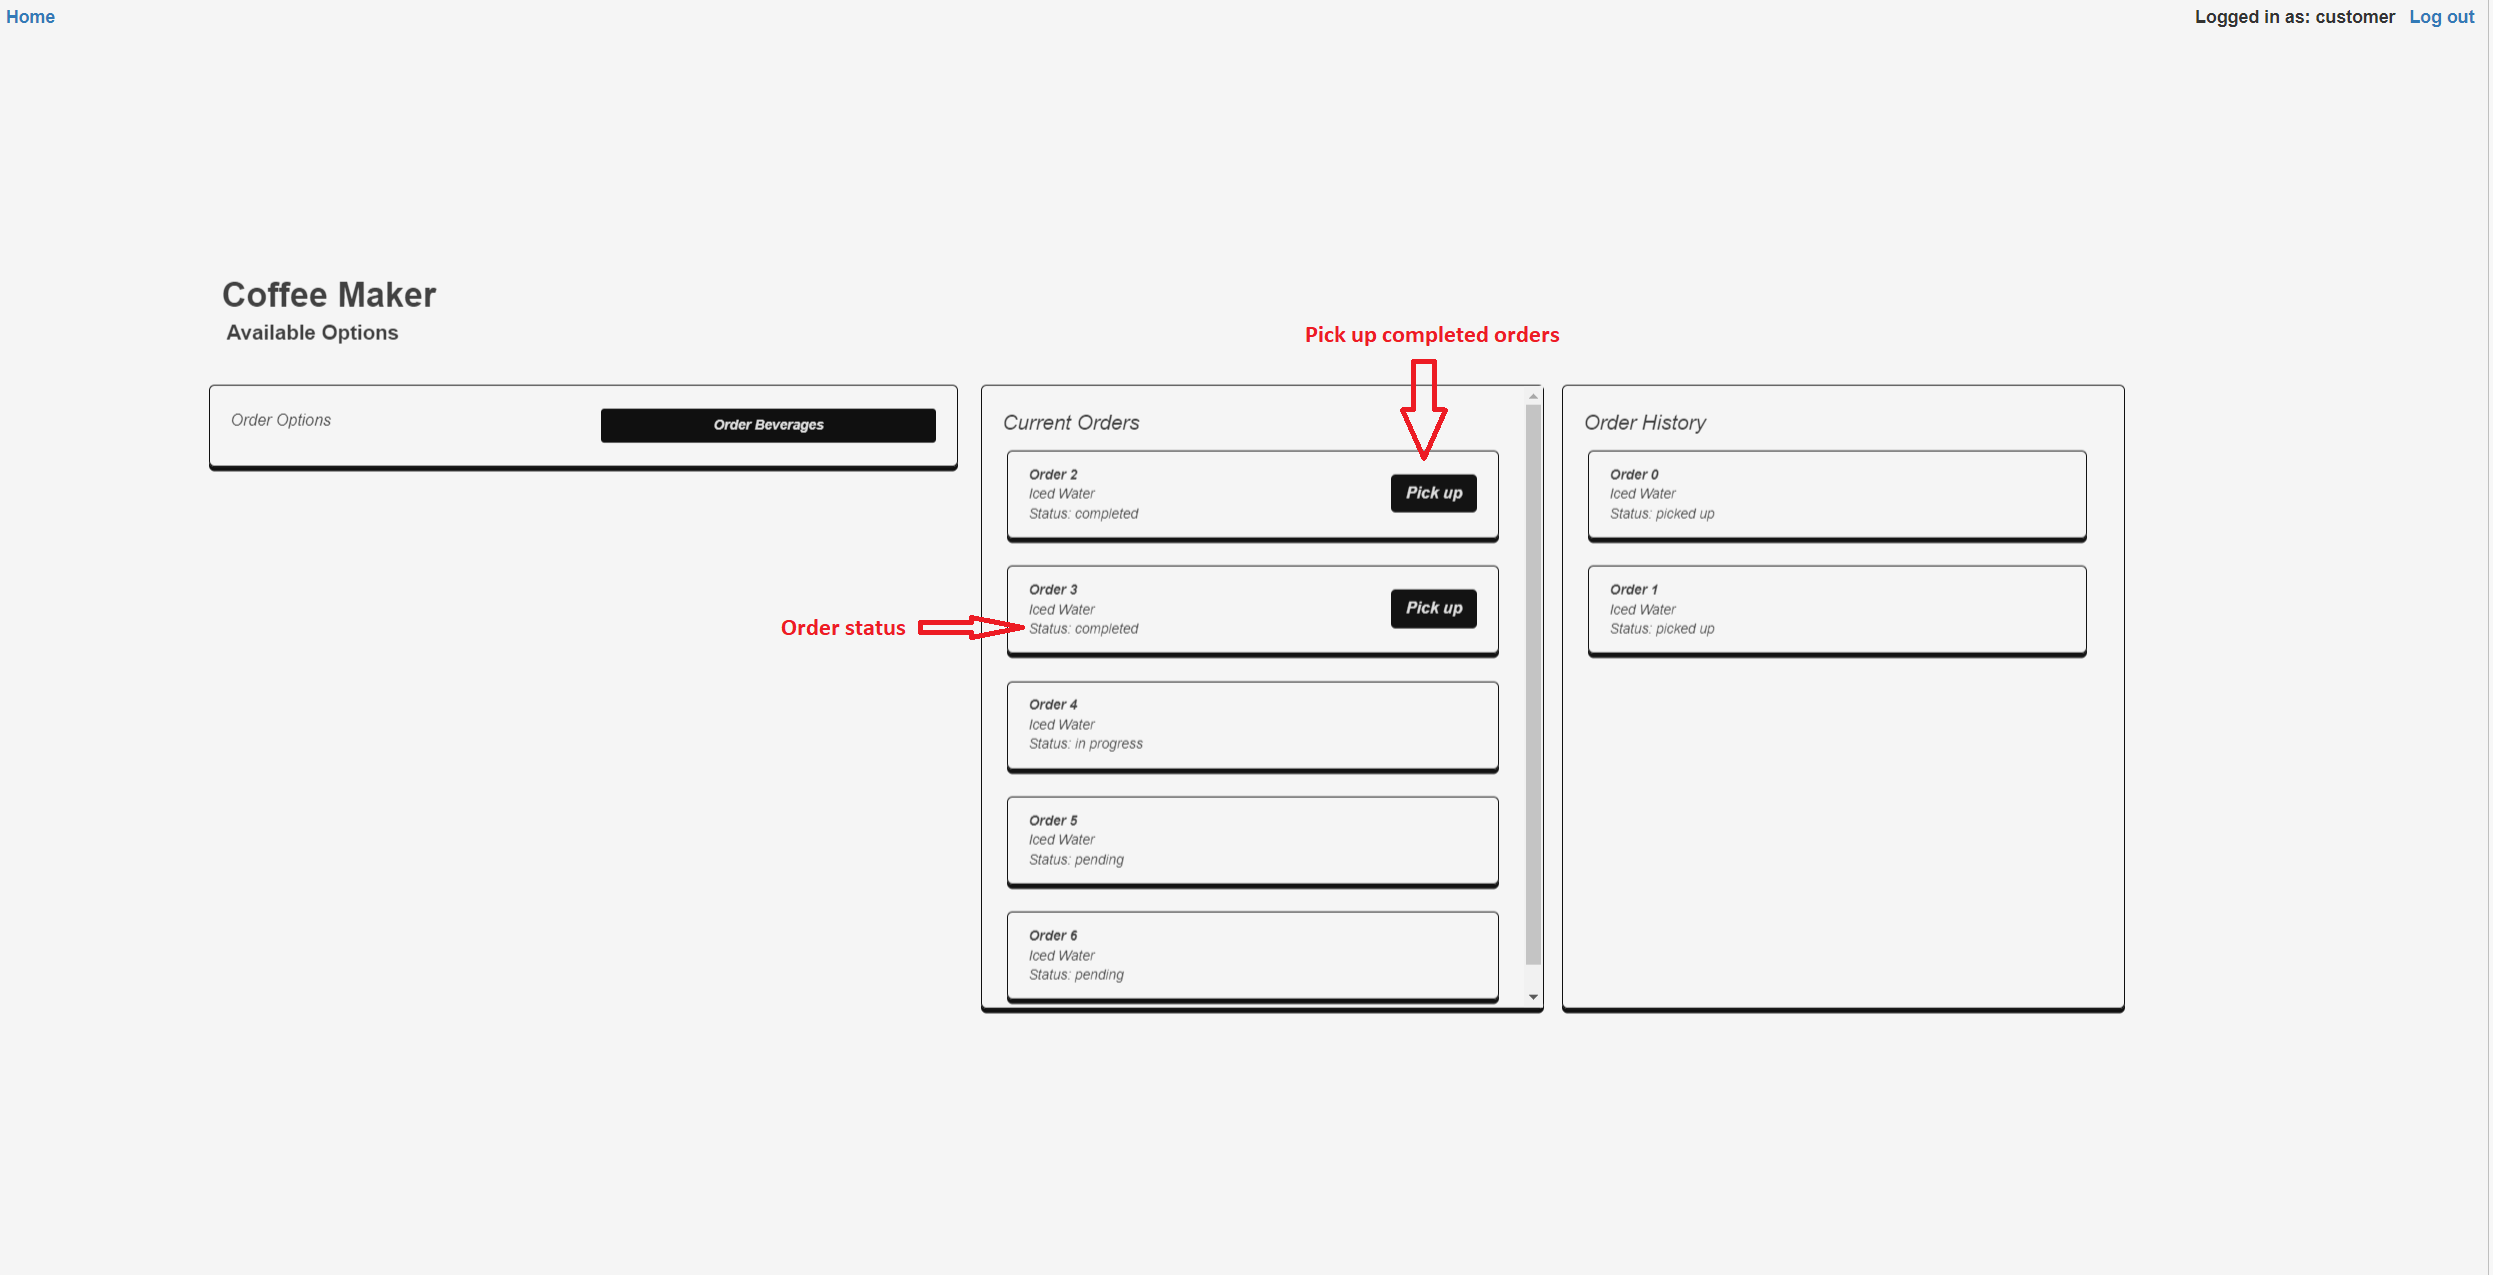 Home
Logged in as: customer Log out
Coffee Maker
Available Options
Order Options
Order Beverages
Pick up completed orders
Order status
Current Orders
Order 2
Iced Water
Status: completed
Pick up
Order 3
Iced Water
Status: completed
Pick up
Order 4
Iced Water
Status: in progress
Order 5
Iced Water
Status: pending
Order 6
Iced Water
Status: pending
Order History
Order 0
Iced Water
Status: picked up
Order 1
Iced Water
Status: picked up